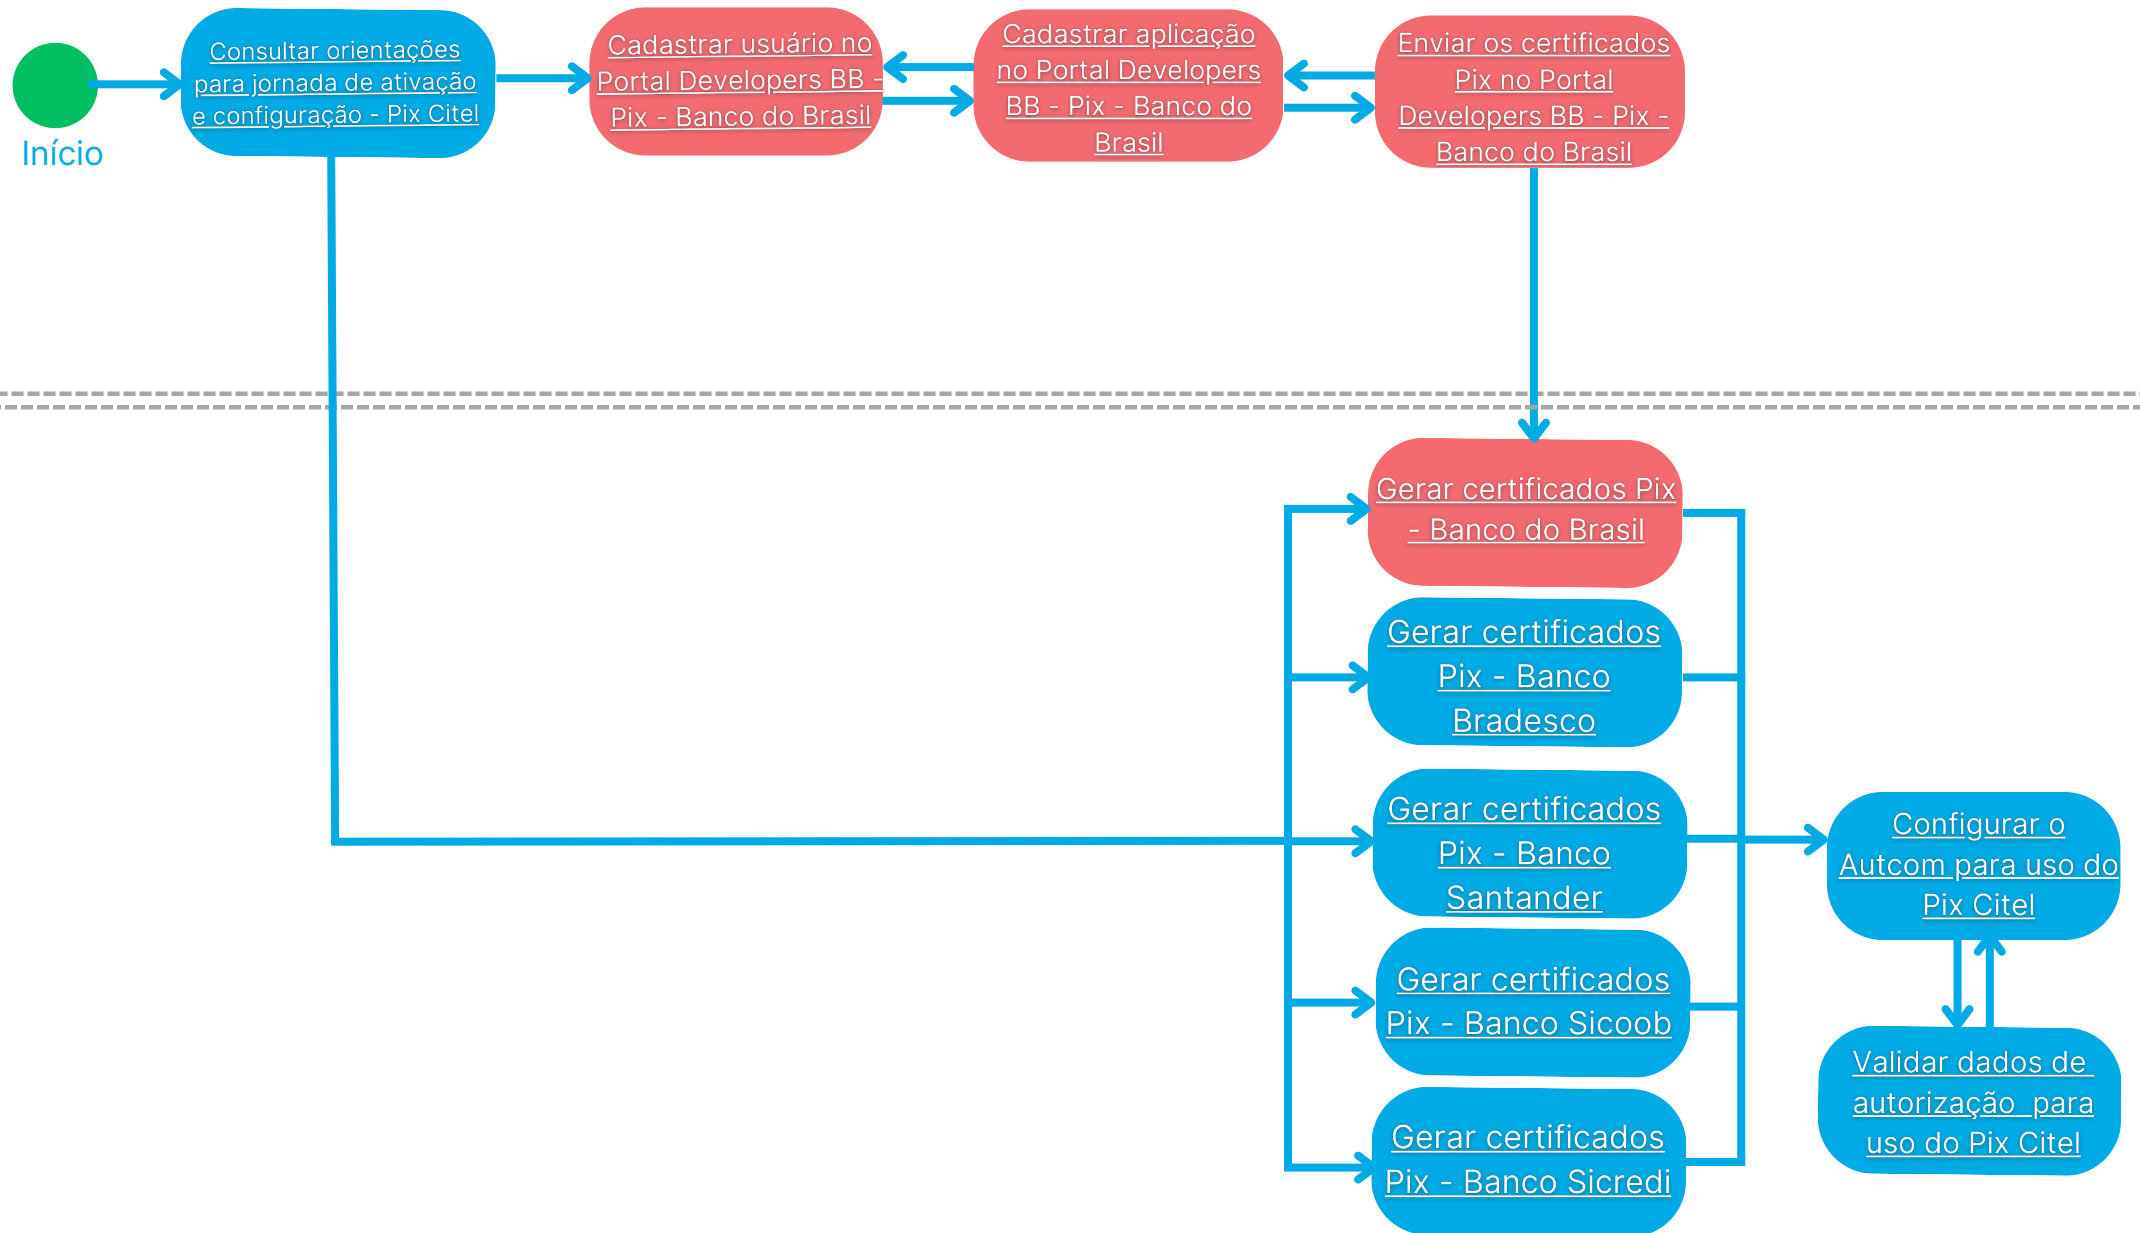 Início
Consultar orientações
para jornada de ativação
e configuração - Pix Citel
Cadastrar usuário no
Portal Developers BB -
Pix - Banco do Brasil
Cadastrar aplicação
no Portal Developers
BB - Pix - Banco do
Brasil
Enviar os certificados
Pix no Portal
Developers BB - Pix -
Banco do Brasil
Gerar certificados Pix
- Banco do Brasil
Gerar certificados
Pix - Banco
Bradesco
Gerar certificados
Pix - Banco
Santander
Gerar certificados
Pix - Banco Sicoob
Gerar certificados
Pix - Banco Sicredi
Configurar o
Autcom para uso do
Pix Citel
Validar dados de
autorização  para
uso do Pix Citel